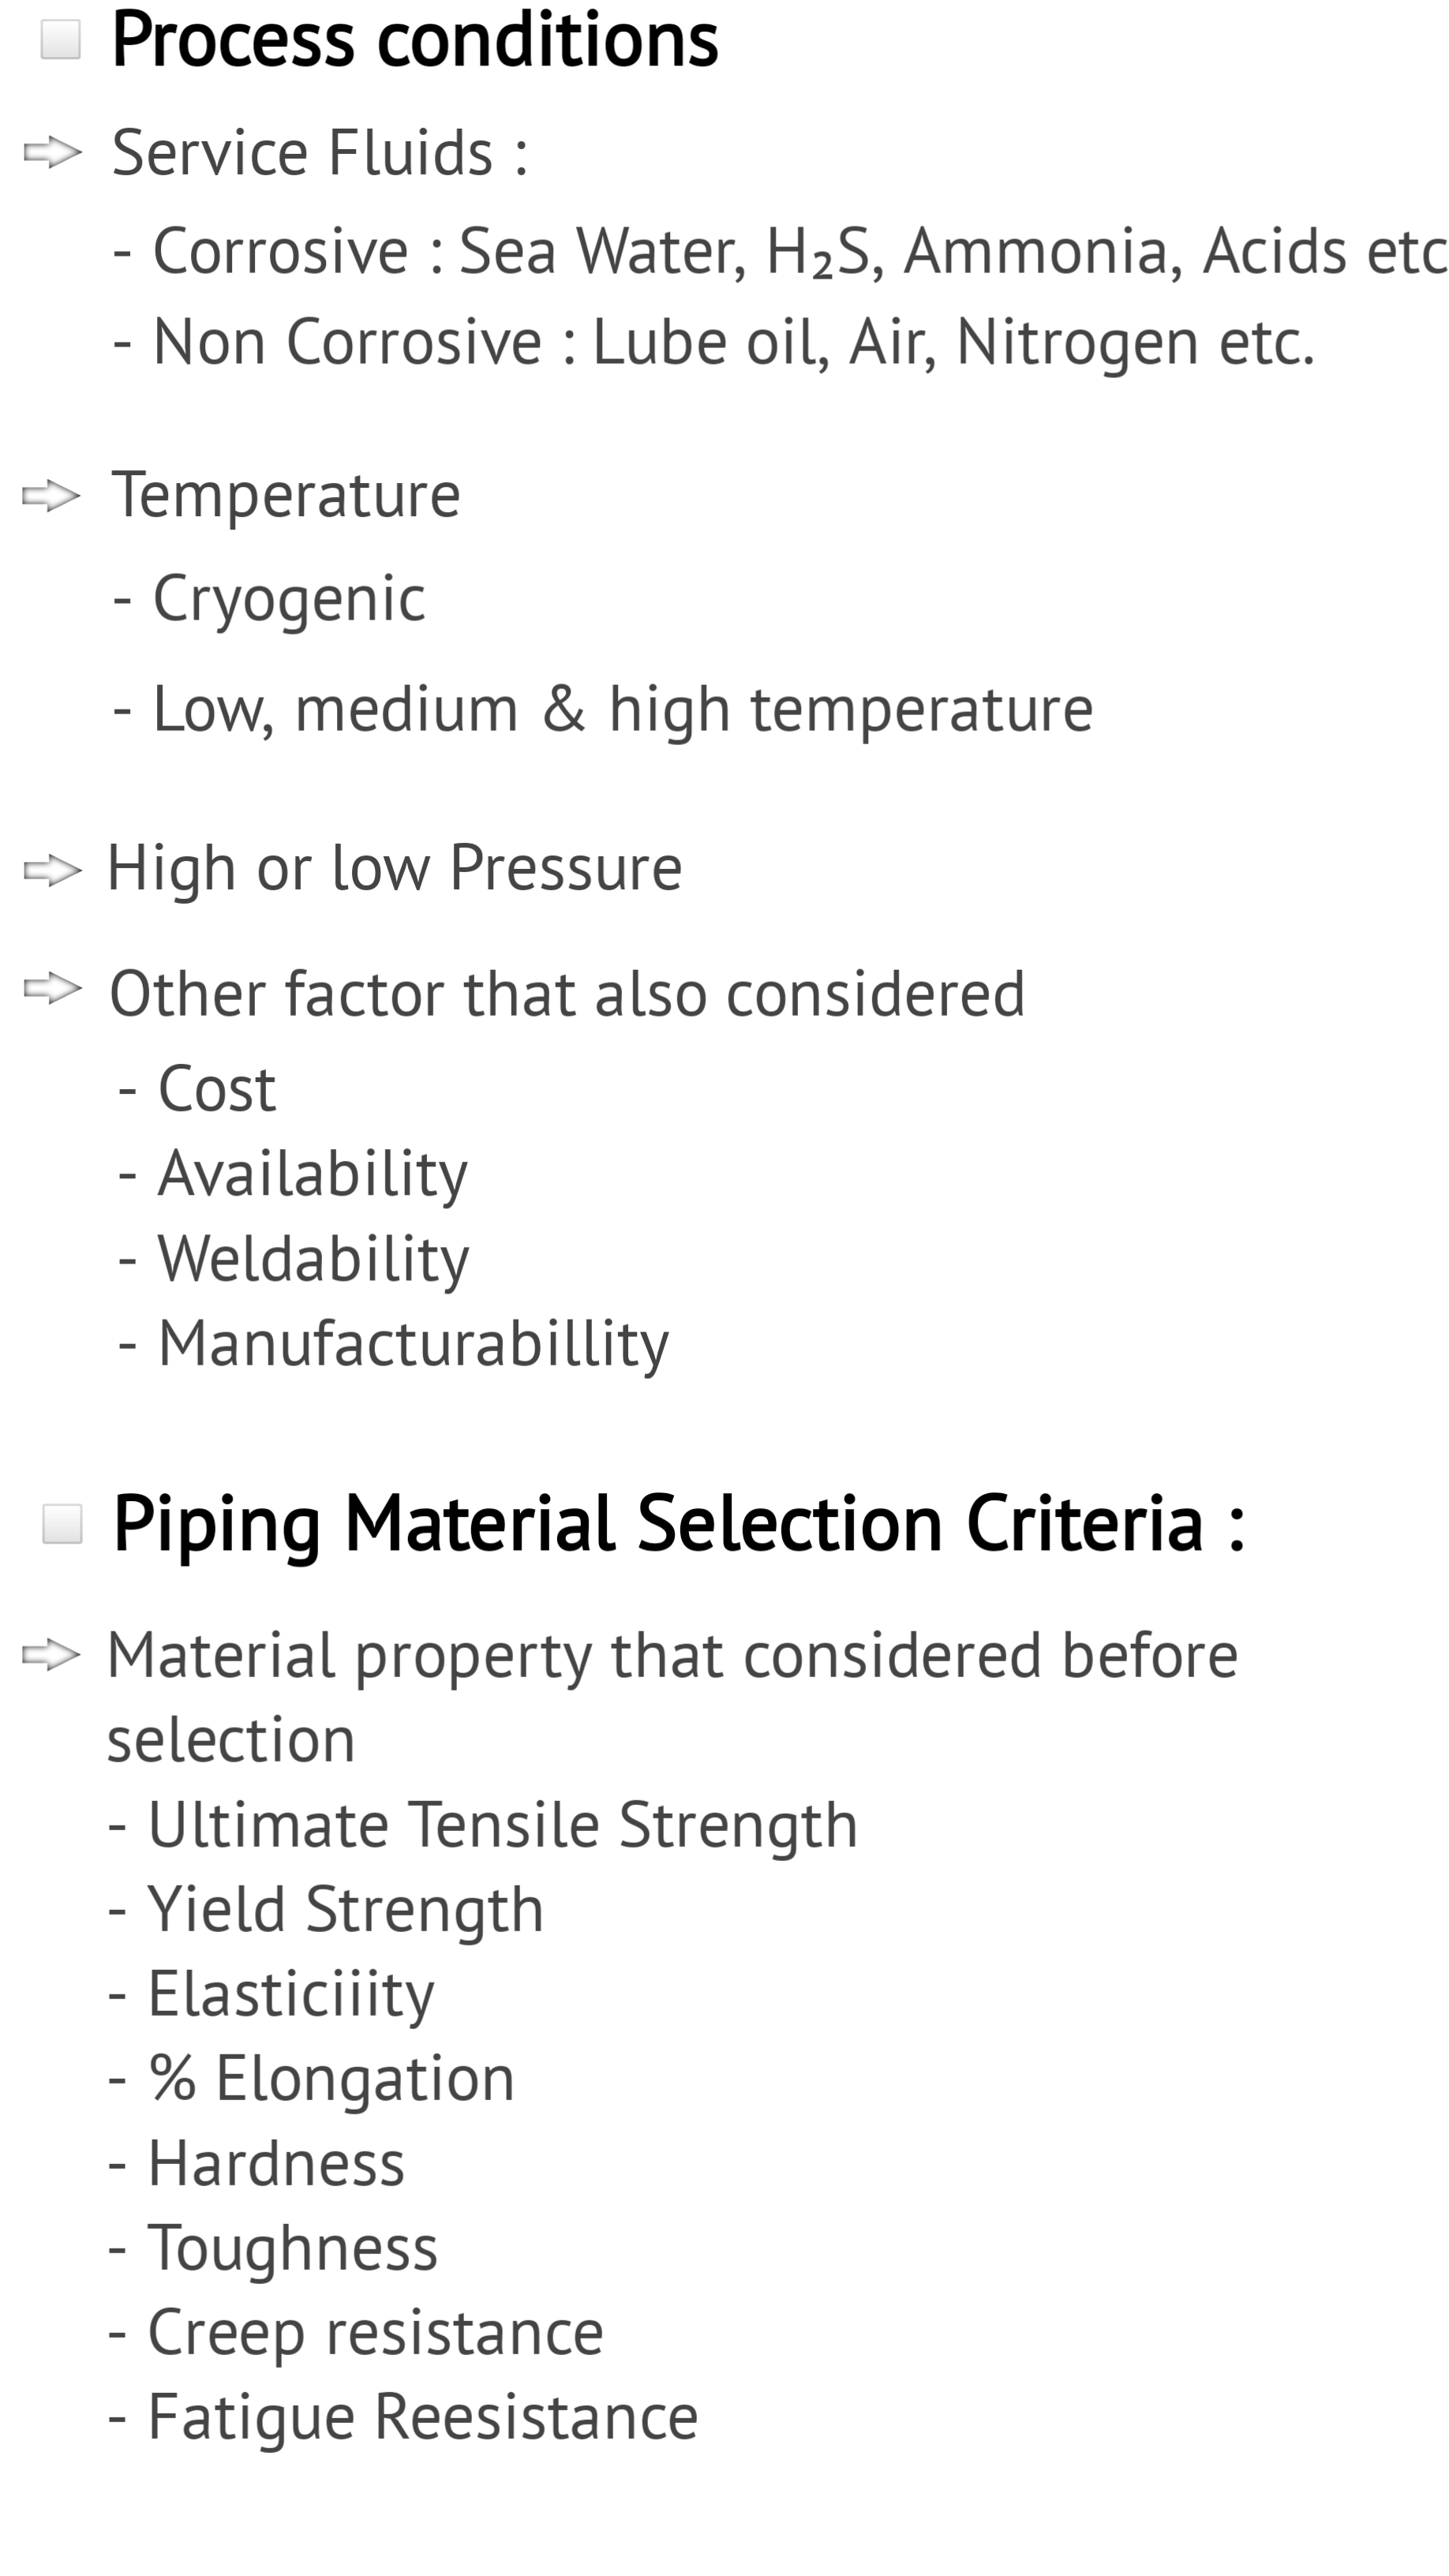 Process conditions
Service Fluids :
- Corrosive : Sea Water, H₂S, Ammonia, Acids etc
- Non Corrosive : Lube oil, Air, Nitrogen etc.
Temperature
- Cryogenic
- Low, medium & high temperature
High or low Pressure
Other factor that also considered
- Cost
- Availability
- Weldability
- Manufacturabillity
Piping Material Selection Criteria :
Material property that considered before
selection
- Ultimate Tensile Strength
- Yield Strength
- Elasticiiity
- % Elongation
- Hardness
- Toughness
- Creep resistance
- Fatigue Reesistance